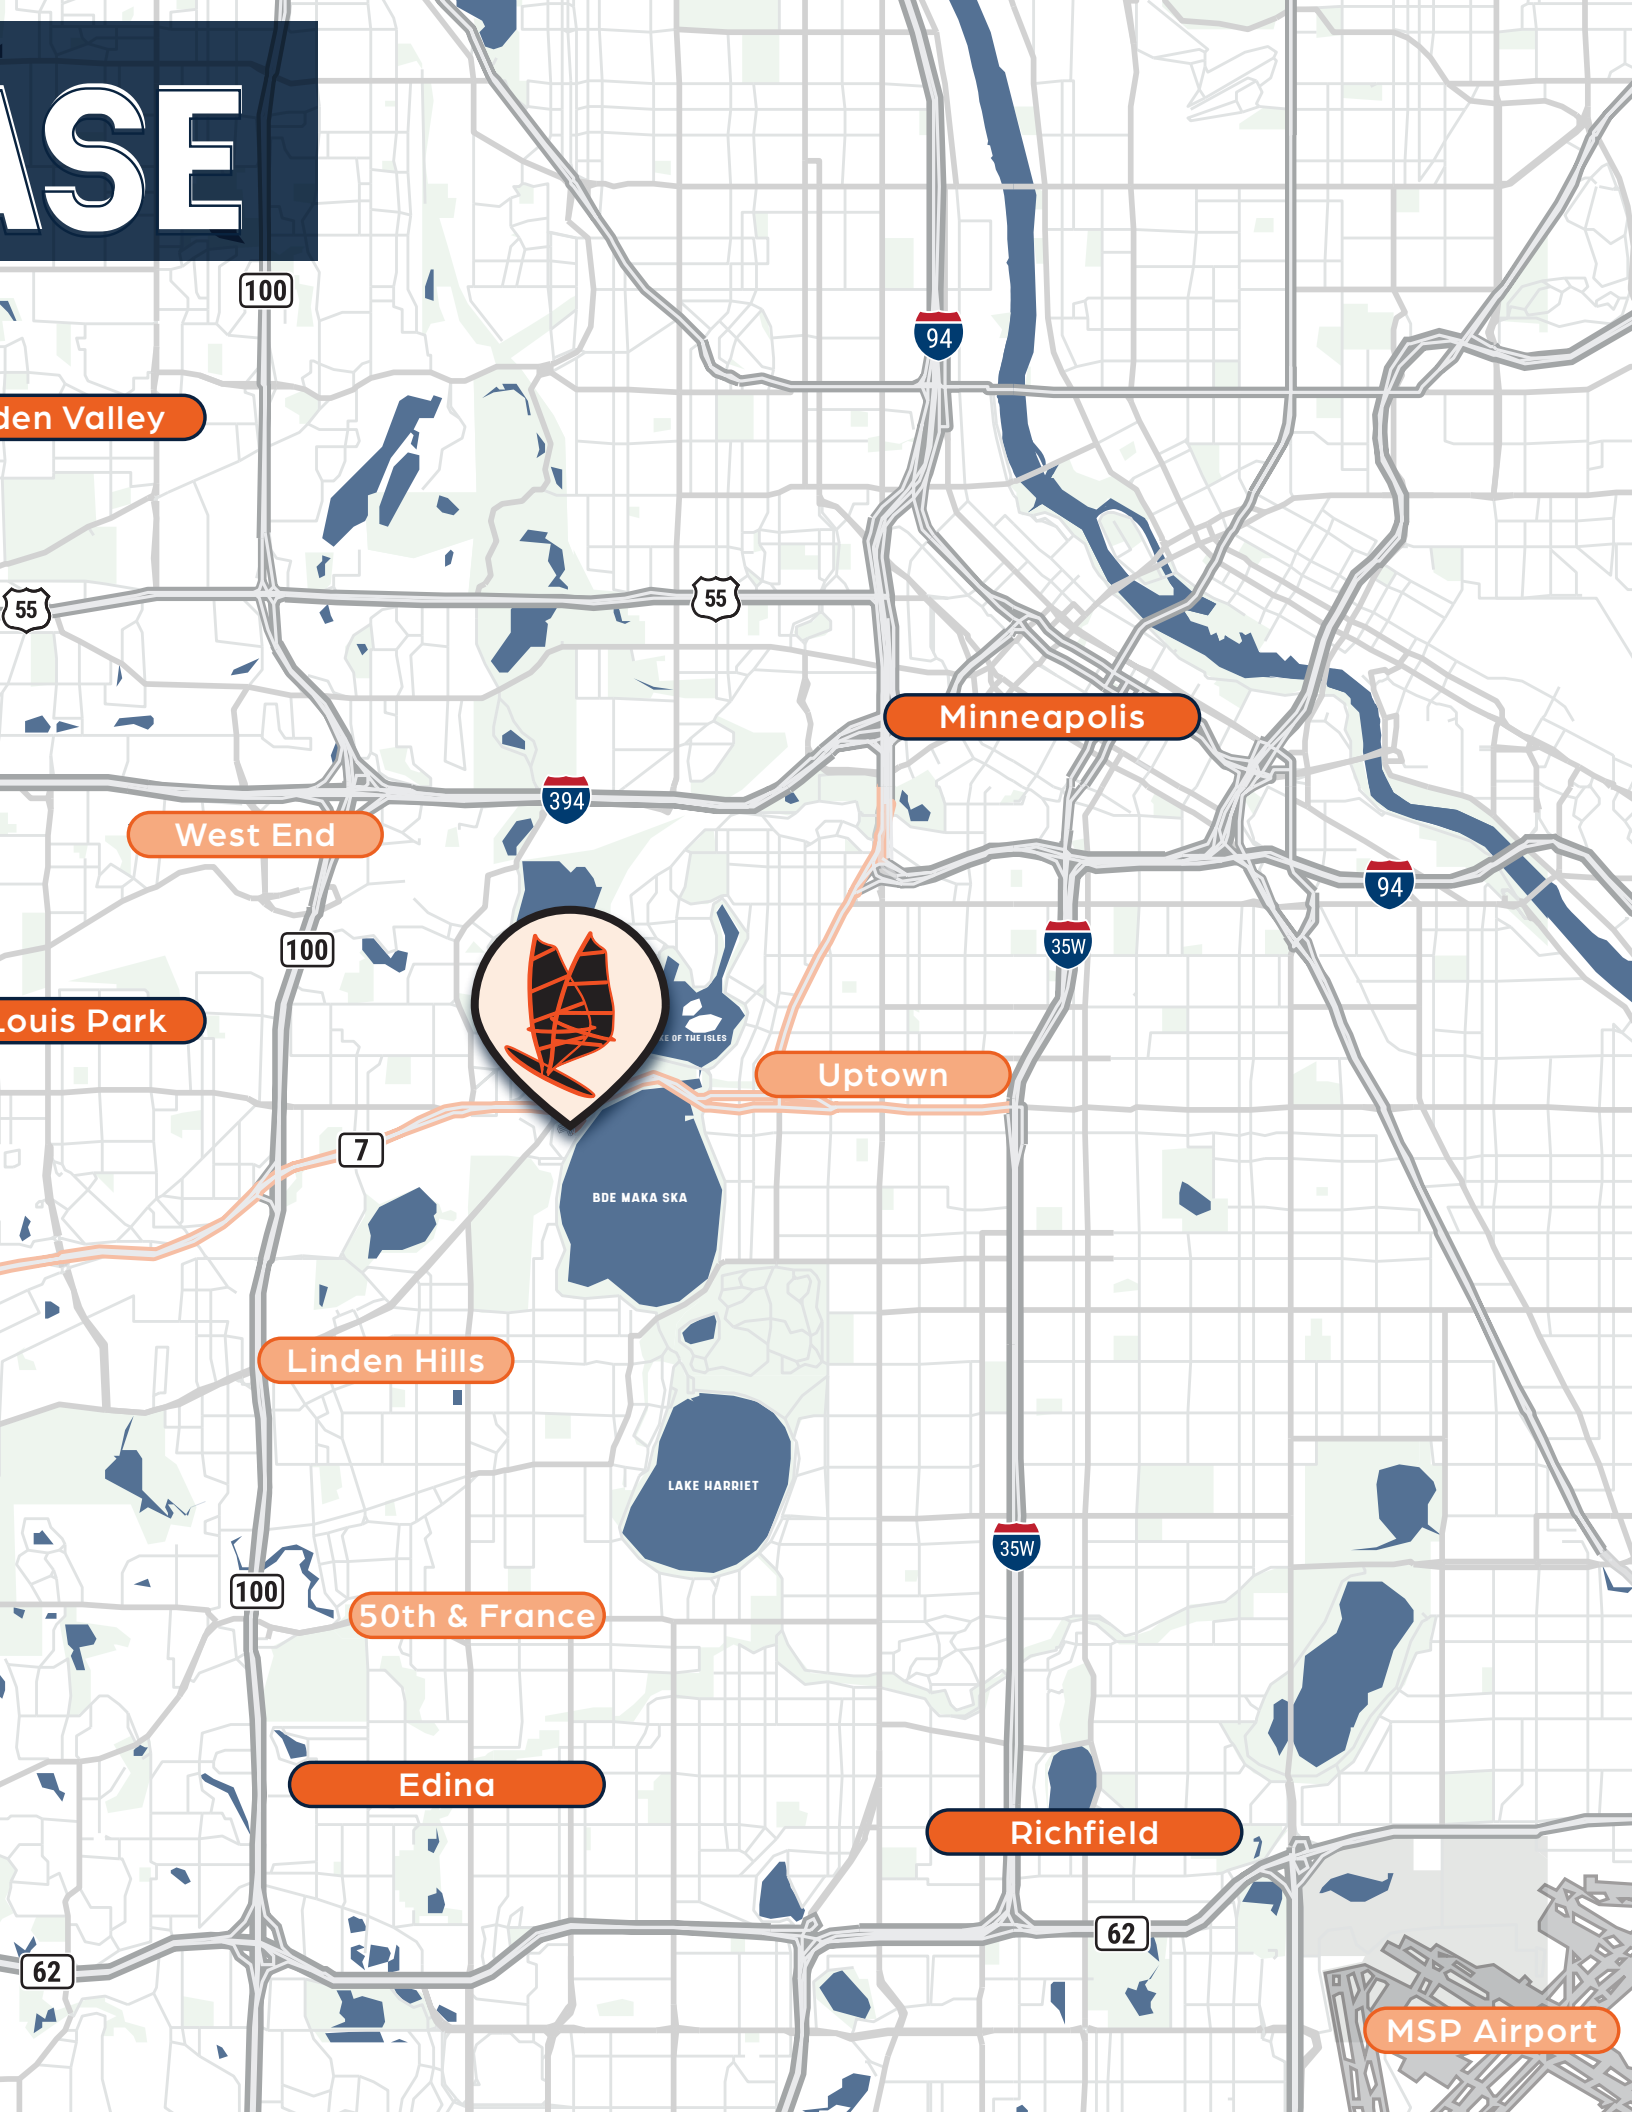 ASE
100
94
den Valley
55
55
Minneapolis
394
West End
94
35W
100
Louis Park
OF THE ISLES
Uptown
7
BDE MAKA SKA
Linden Hills
LAKE HARRIET
35W
100
50th & France
Edina
Richfield
62
62
MSP Airport